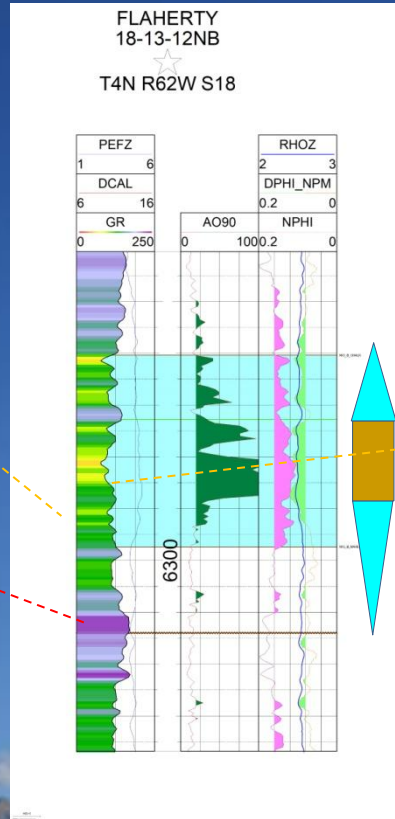 FLAHERTY
18-13-12NB
T4N R62W S18
PEFZ
1 6
DCAL
6 16
GR
0 250
AO90
0 100
RHOZ
2 3
DPHI_NPM
0.2 0
NPHI
0.2 0
6300